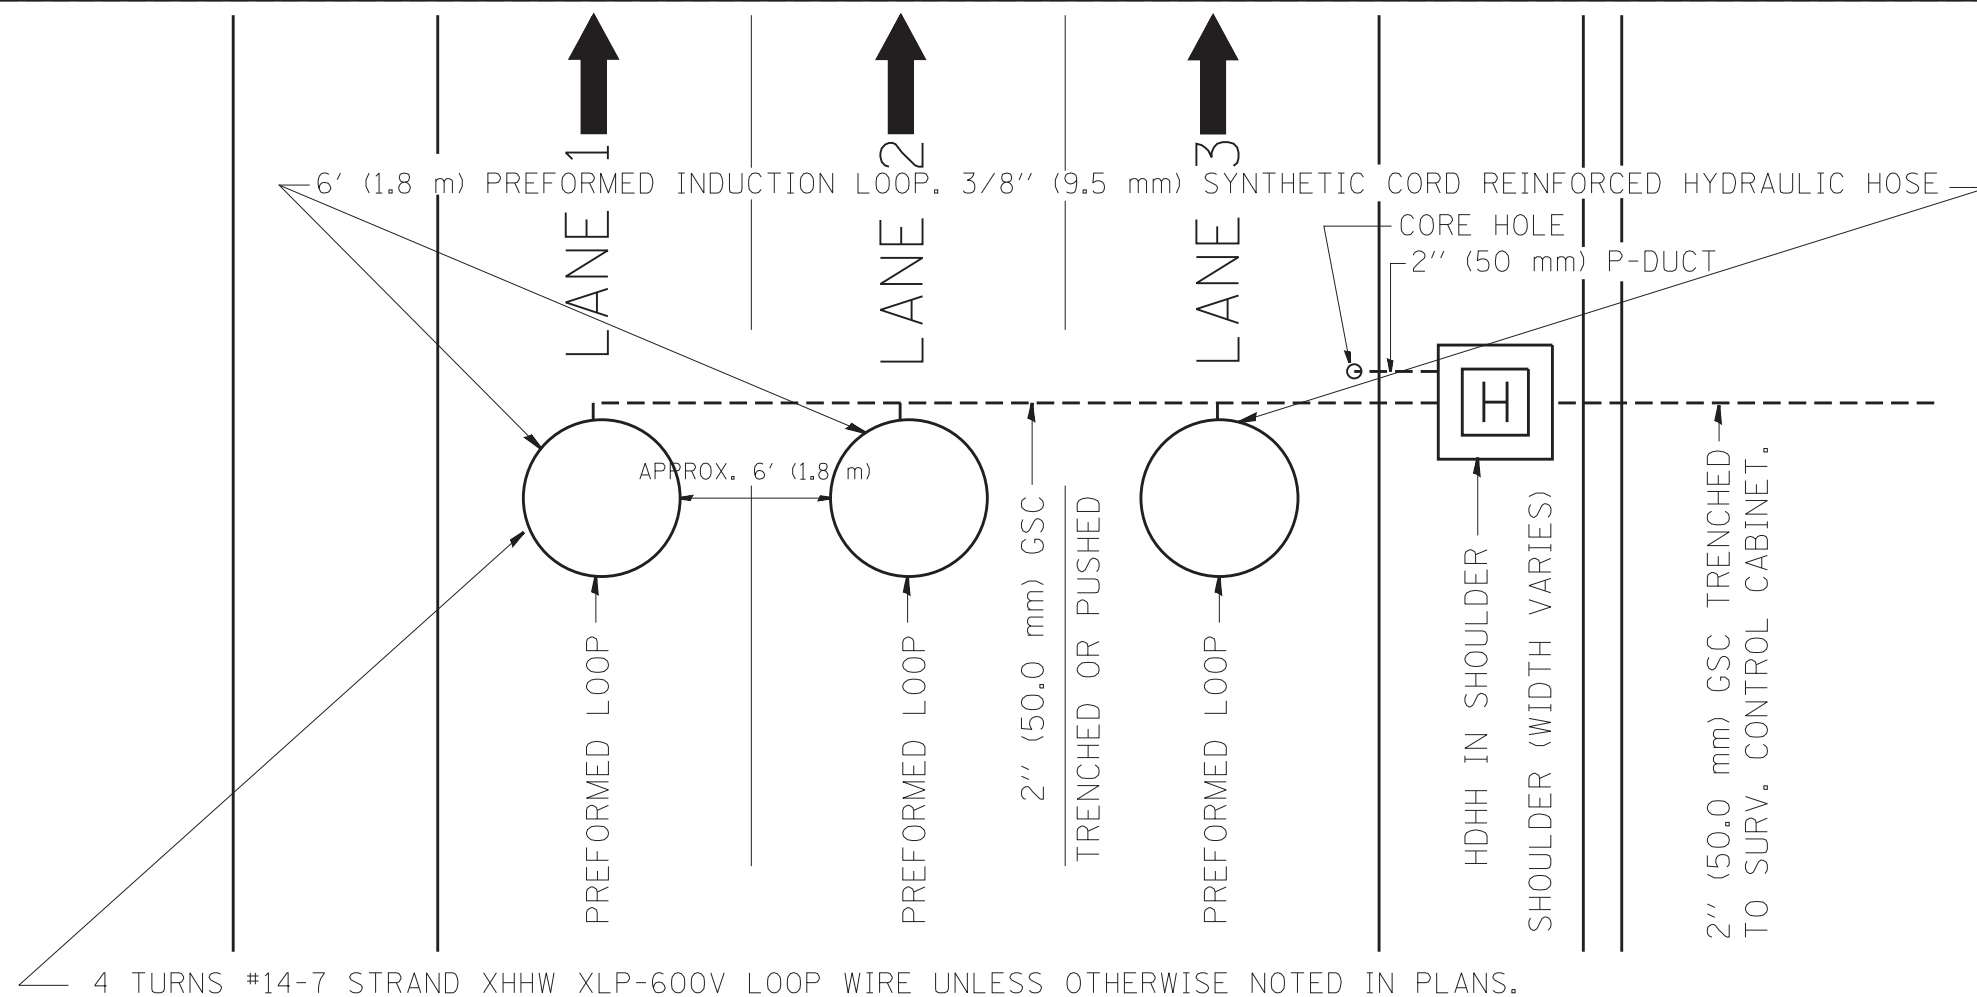 LANE 1
LANE 2
LANE 3
6' (1.8 m) PREFORMED INDUCTION LOOP. 3/8'' (9.5 mm) SYNTHETIC CORD REINFORCED HYDRAULIC HOSE
CORE HOLE
2'' (50 mm) P-DUCT
H
APPROX. 6' (1.8 m)
PREFORMED LOOP
PREFORMED LOOP
2'' (50.0 mm) GSC
TRENCHED OR PUSHED
PREFORMED LOOP
HDHH IN SHOULDER
SHOULDER (WIDTH VARIES)
2'' (50.0 mm) GSC TRENCHED
TO SURV. CONTROL CABINET.
4 TURNS #14-7 STRAND XHHW XLP-600V LOOP WIRE UNLESS OTHERWISE NOTED IN PLANS.